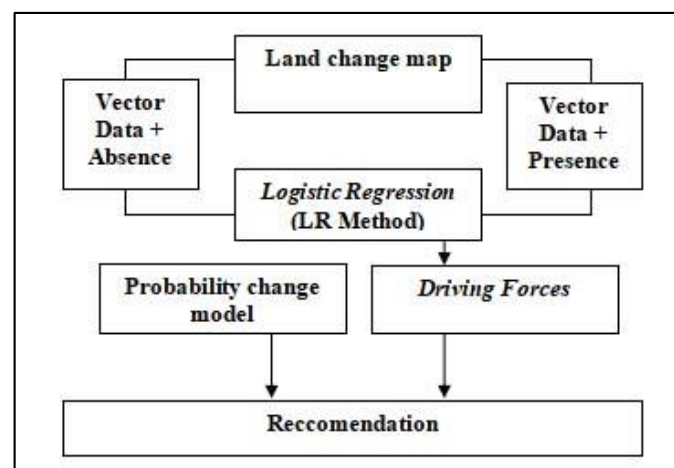 Land change map
Vector
Data +
Absence
Vector
Data +
Presence
Logistic Regression
(LR Method)
Probability change
model
Driving Forces
Reccomendation